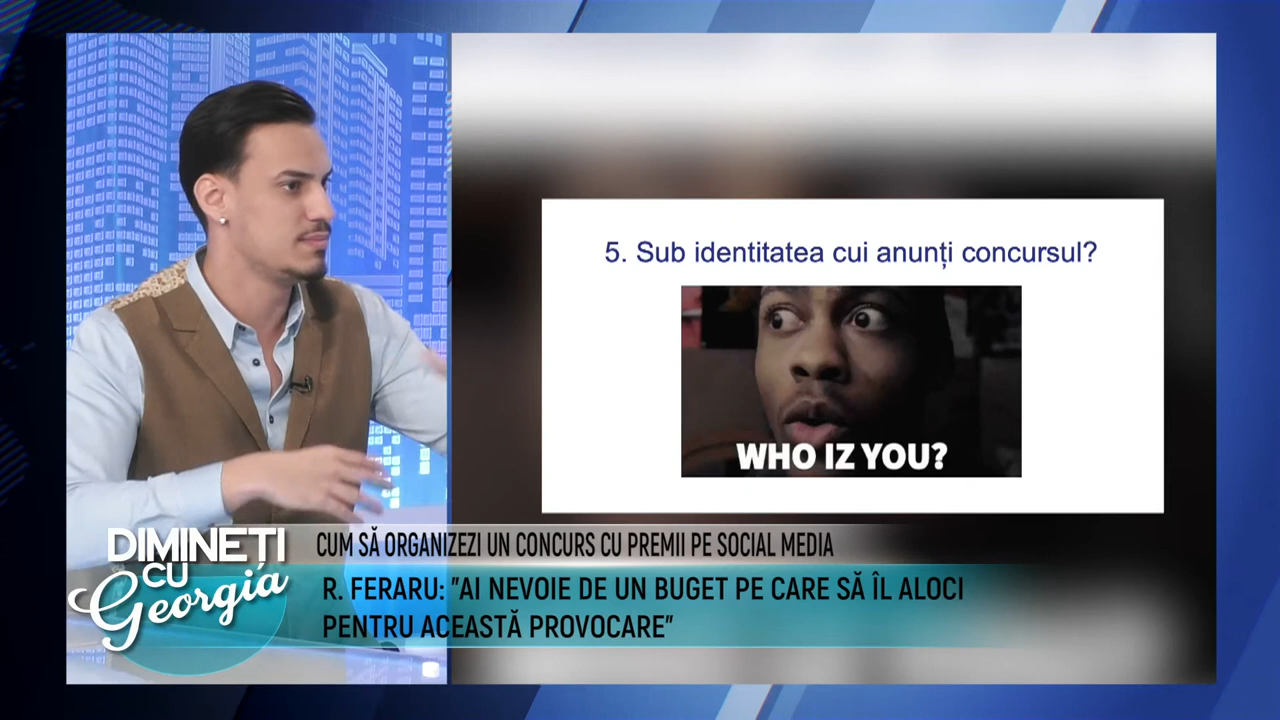 5. Sub identitatea cui anunți concursul?
WHO IZ YOU?
DIMINEȚI
CU
Georgia
CUM SĂ ORGANIZEZI UN CONCURS CU PREMII PE SOCIAL MEDIA
R. FERARU: "AI NEVOIE DE UN BUGET PE CARE SĂ ÎL ALOCI
PENTRU ACEASTĂ PROVOCARE"